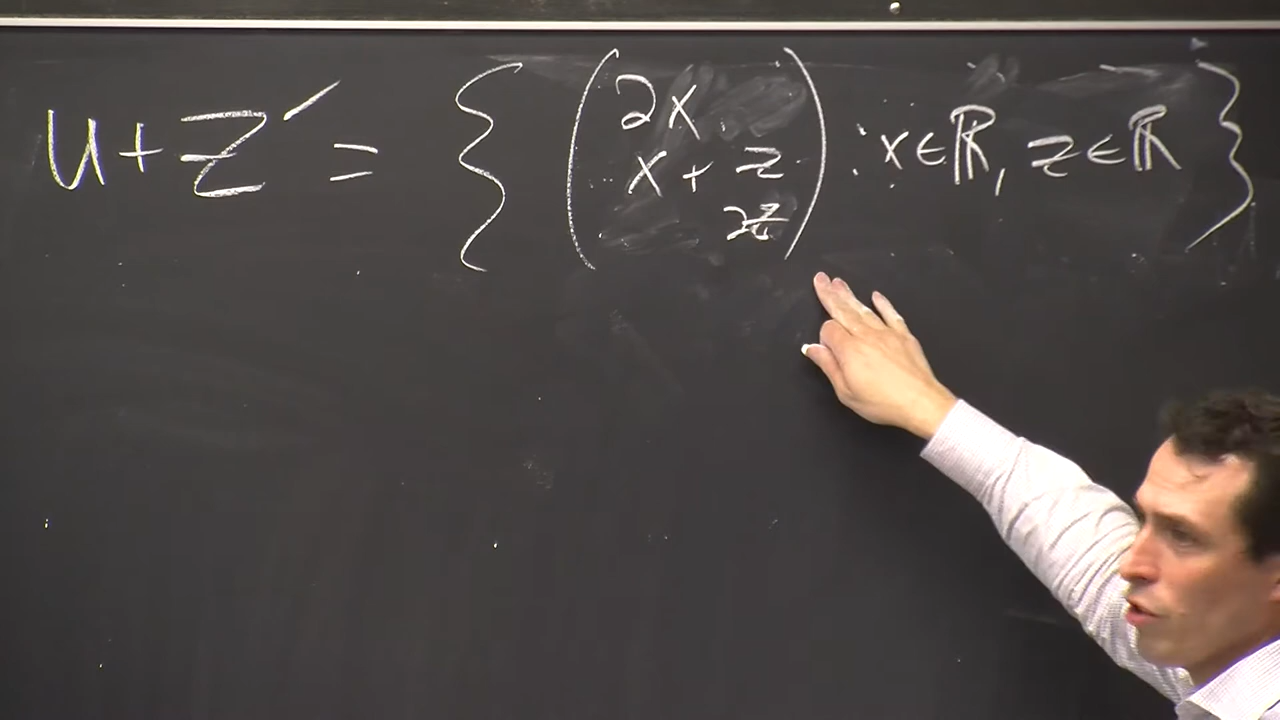 U+Z′ = { ( 2x
x + z
2z ) : x∈ℝ, z∈ℝ }